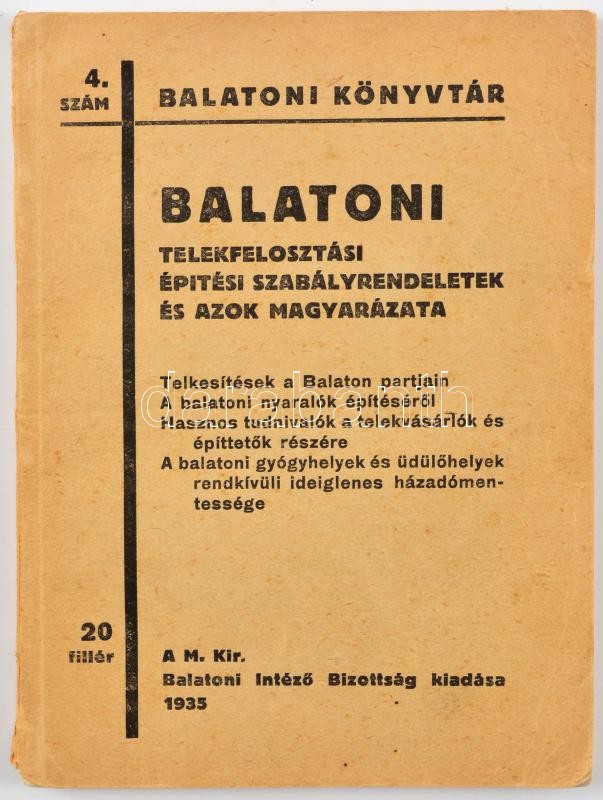 4.
SZÁM
BALATONI KÖNYVTÁR
BALATONI
TELEKFELOSZTÁSI
ÉPITÉSI SZABÁLYRENDELETEK
ÉS AZOK MAGYARÁZATA
Telkesítések a Balaton partjain
A balatoni nyaralók építéséről
Hasznos tudnivalók a telekvásárlók és
építtetők részére
A balatoni gyógyhelyek és üdülőhelyek
rendkívüli ideiglenes házadómen-
tessége
20
fillér
A M. Kir.
Balatoni Intéző Bizottság kiadása
1935
darabanth